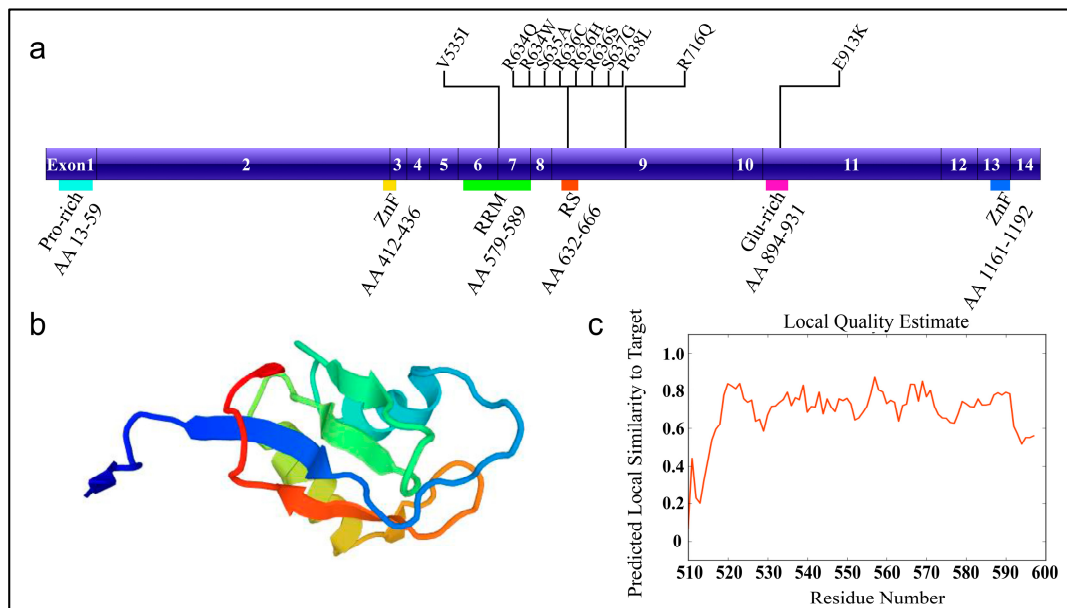 a
V535I
R634Q
R634W
S635A
R636C
R636H
R636S
S637G
P638L
R716Q
E913K
Exon1 2 3 4 5 6 7 8 9 10 11 12 13 14
Pro-rich
AA 13-59
ZnF
AA 412-436
RRM
AA 579-589
RS
AA 632-666
Glu-rich
AA 894-931
ZnF
AA 1161-1192
b
c
Local Quality Estimate
Predicted Local Similarity to Target
1.0
0.8
0.6
0.4
0.2
0
510 520 530 540 550 560 570 580 590 600
Residue Number